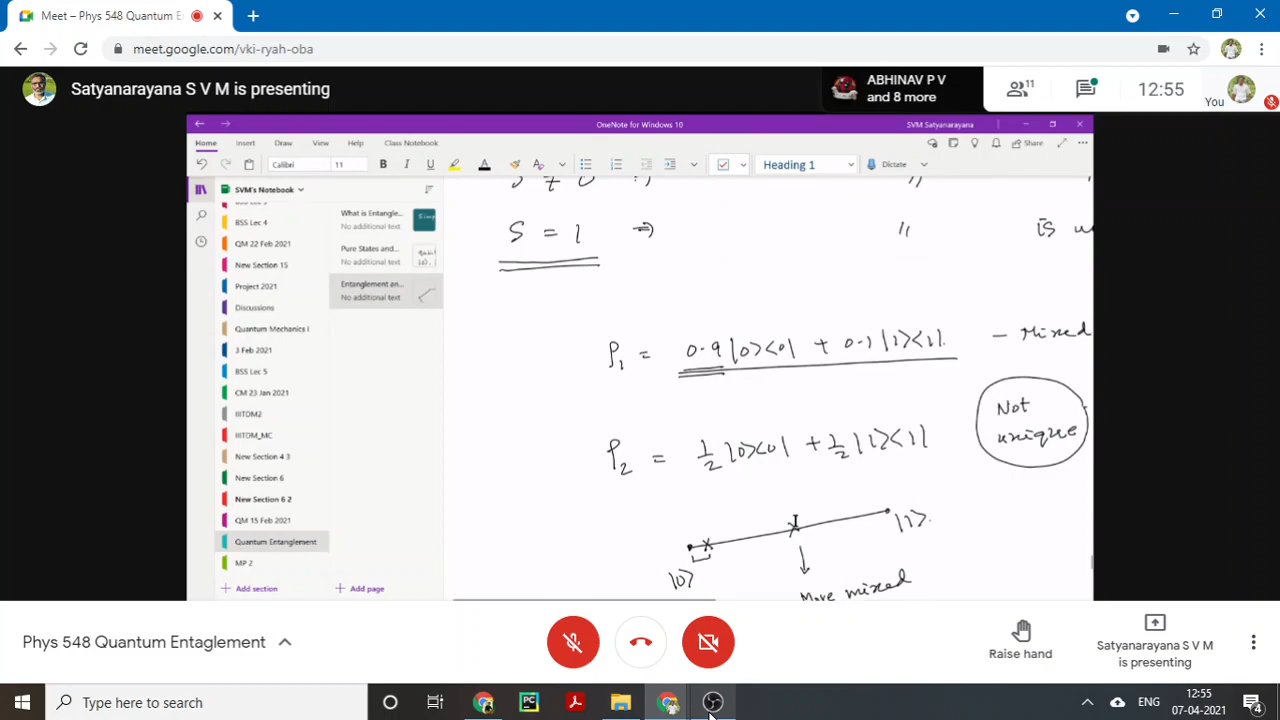 Meet – Phys 548 Quantum E
meet.google.com/vki-ryah-oba
Satyanarayana S V M is presenting
ABHINAV P V
and 8 more
11
12:55
You
OneNote for Windows 10
SVM Satyanarayana
Home Insert Draw View Help Class Notebook
Share
Calibri 11 B I U A Heading 1 Dictate
SVM's Notebook
BSS Lec 4
QM 22 Feb 2021
New Section 15
Project 2021
Discussions
Quantum Mechanics I
3 Feb 2021
BSS Lec 5
CM 23 Jan 2021
IIITDM2
IIITDM_MC
New Section 4 3
New Section 6
New Section 6 2
QM 15 Feb 2021
Quantum Entanglement
MP 2
Add section
What is Entangle...
No additional text
Pure States and...
No additional text
Entanglement an...
No additional text
Add page
S ≠ 0 ⇒ "
S = 1 ⇒ " is
ρ₁ = 0.9 |0><0| + 0.1 |1><1| – Mixed
Not
unique
ρ₂ = ½ |0><0| + ½ |1><1|
|1>
|0>
More mixed
Phys 548 Quantum Entaglement
Raise hand
Satyanarayana S V M
is presenting
Type here to search
ENG
12:55
07-04-2021
4